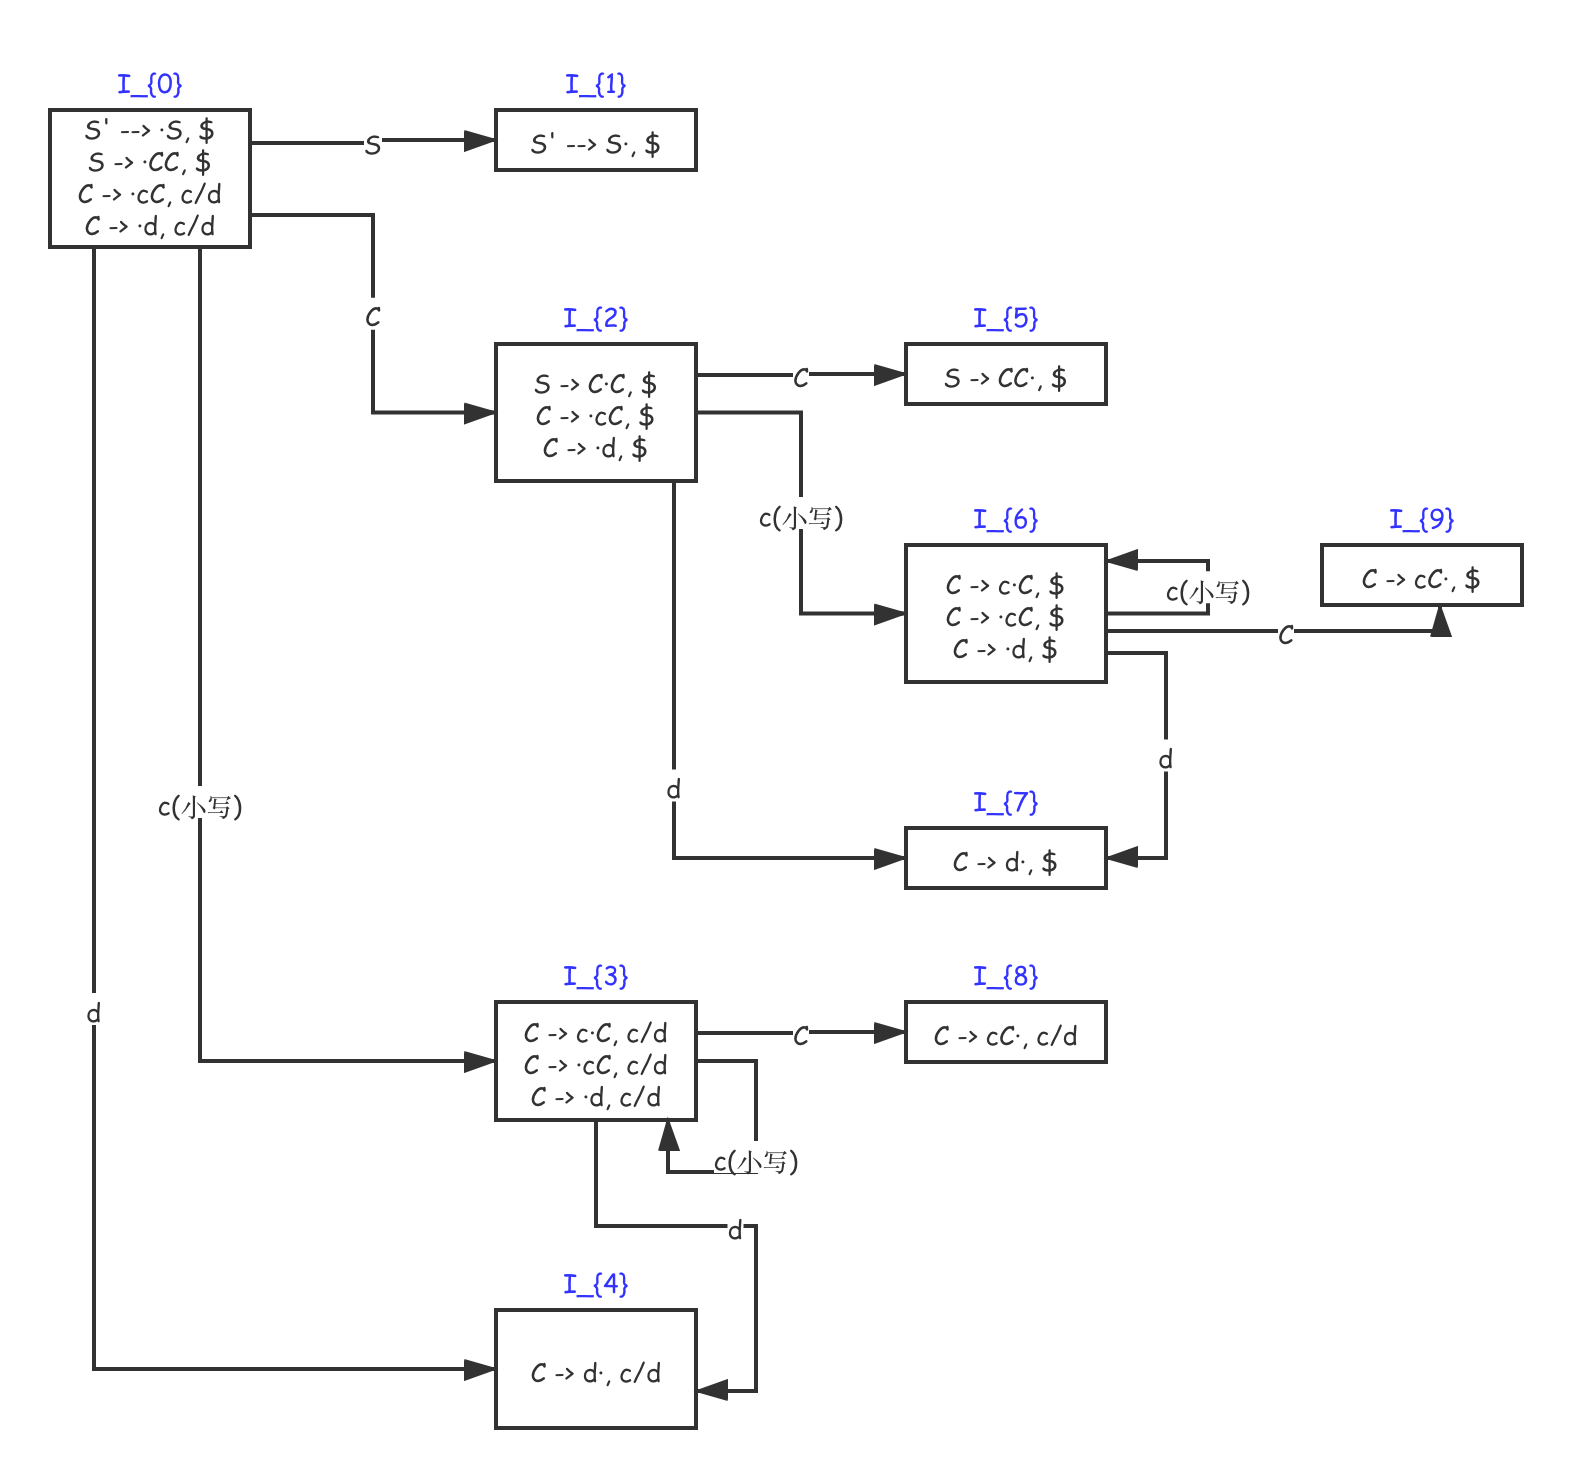 I_{0}
S' --> ·S, $
S -> ·CC, $
C -> ·cC, c/d
C -> ·d, c/d
S
I_{1}
S' --> S·, $
C
I_{2}
S -> C·C, $
C -> ·cC, $
C -> ·d, $
C
I_{5}
S -> CC·, $
c(小写)
I_{6}
C -> c·C, $
C -> ·cC, $
C -> ·d, $
c(小写)
C
I_{9}
C -> cC·, $
d
d
I_{7}
C -> d·, $
c(小写)
d
I_{3}
C -> c·C, c/d
C -> ·cC, c/d
C -> ·d, c/d
C
I_{8}
C -> cC·, c/d
c(小写)
d
I_{4}
C -> d·, c/d